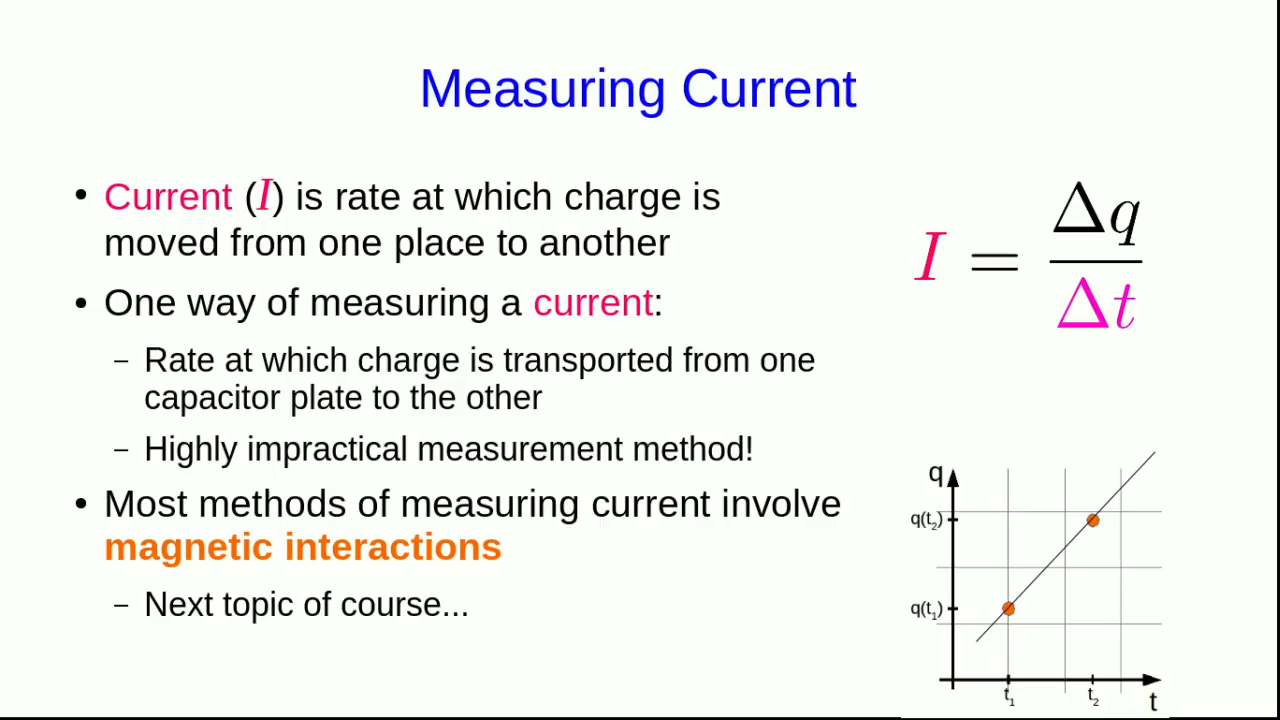 Measuring Current
• Current (I) is rate at which charge is
moved from one place to another
• One way of measuring a current:
– Rate at which charge is transported from one
capacitor plate to the other
– Highly impractical measurement method!
• Most methods of measuring current involve
magnetic interactions
– Next topic of course...
I = Δq / Δt
q
q(t₂)
q(t₁)
t₁ t₂ t